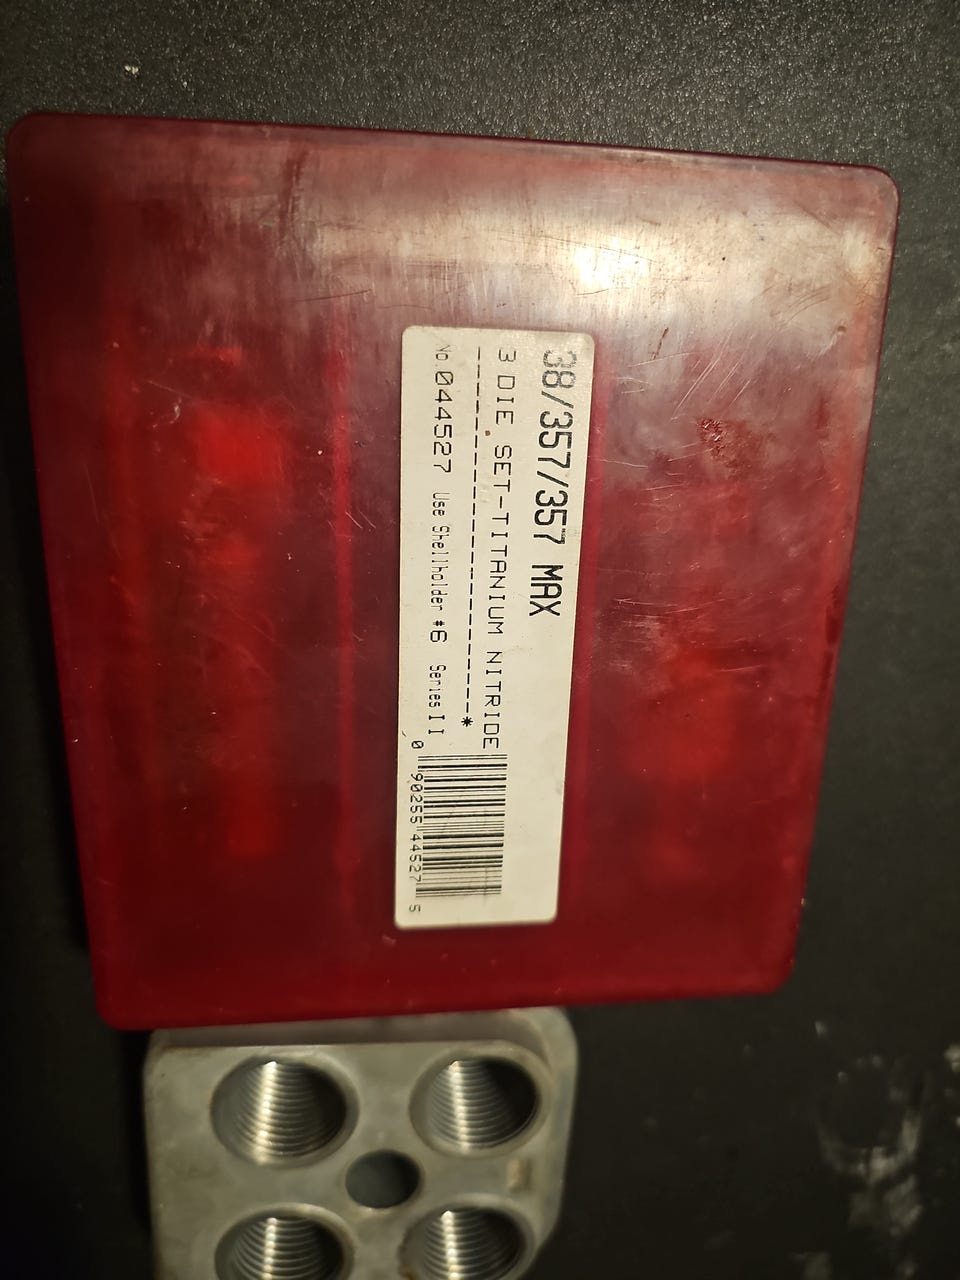 38/357/357 MAX
3 DIE SET-TITANIUM NITRIDE
---------------------------*
No.044527 Use Shellholder #6 Series II
0 90255 44527 5